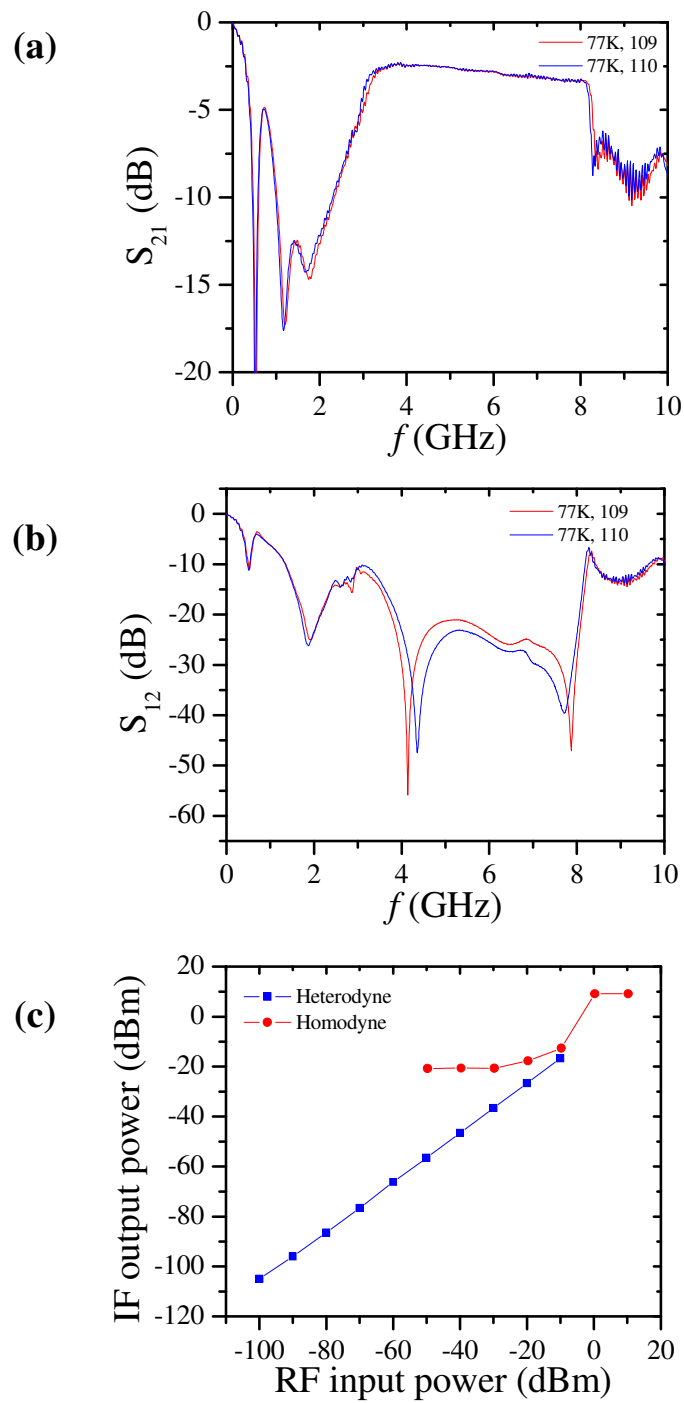 (a)
0
-5
-10
-15
-20
S21 (dB)
77K, 109
77K, 110
0 2 4 6 8 10
f (GHz)
(b)
0
-10
-20
-30
-40
-50
-60
S12 (dB)
77K, 109
77K, 110
0 2 4 6 8 10
f (GHz)
(c)
20
0
-20
-40
-60
-80
-100
-120
IF output power (dBm)
Heterodyne
Homodyne
-100 -80 -60 -40 -20 0 20
RF input power (dBm)